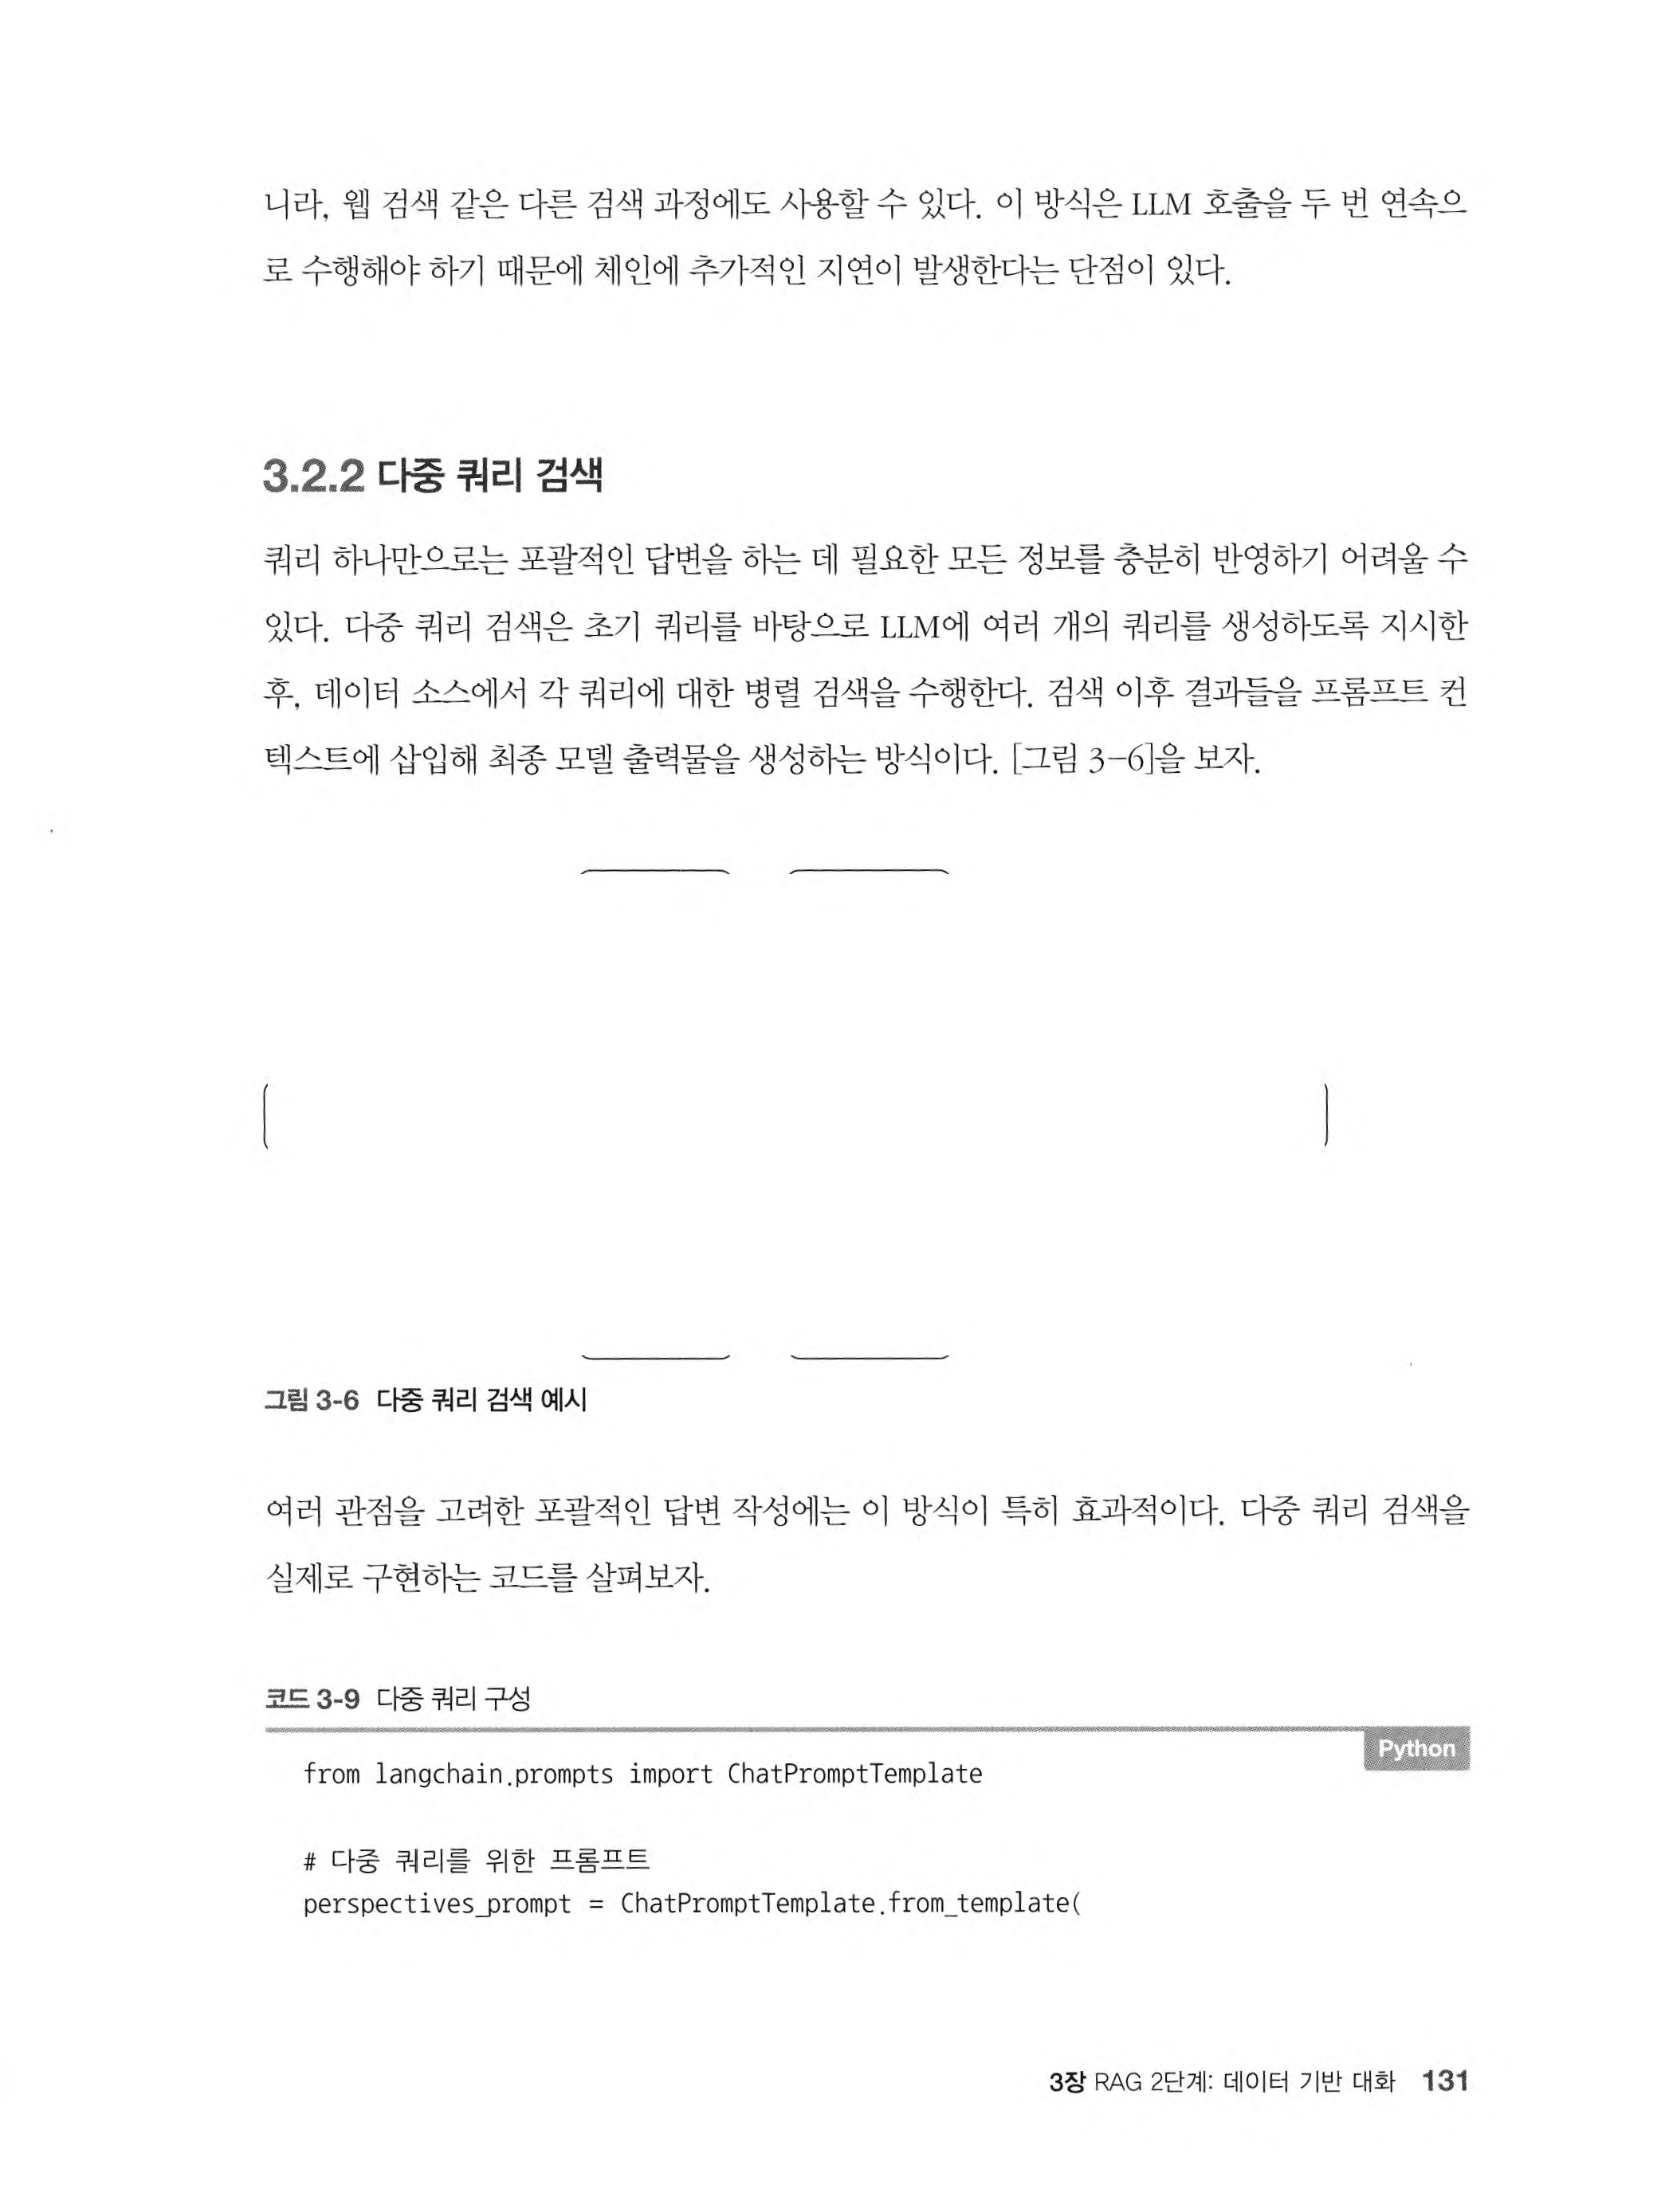 니라, 웹 검색 같은 다른 검색 과정에도 사용할 수 있다. 이 방식은 LLM 호출을 두 번 연속으
로 수행해야 하기 때문에 체인에 추가적인 지연이 발생한다는 단점이 있다.
3.2.2 다중 쿼리 검색
쿼리 하나만으로는 포괄적인 답변을 하는 데 필요한 모든 정보를 충분히 반영하기 어려울 수
있다. 다중 쿼리 검색은 초기 쿼리를 바탕으로 LLM에 여러 개의 쿼리를 생성하도록 지시한
후, 데이터 소스에서 각 쿼리에 대한 병렬 검색을 수행한다. 검색 이후 결과들을 프롬프트 컨
텍스트에 삽입해 최종 모델 출력물을 생성하는 방식이다. [그림 3-6]을 보자.
그림 3-6 다중 쿼리 검색 예시
여러 관점을 고려한 포괄적인 답변 작성에는 이 방식이 특히 효과적이다. 다중 쿼리 검색을
실제로 구현하는 코드를 살펴보자.
코드 3-9 다중 쿼리 구성
Python
from langchain.prompts import ChatPromptTemplate
# 다중 쿼리를 위한 프롬프트
perspectives_prompt = ChatPromptTemplate.from_template(
3장 RAG 2단계: 데이터 기반 대화 131